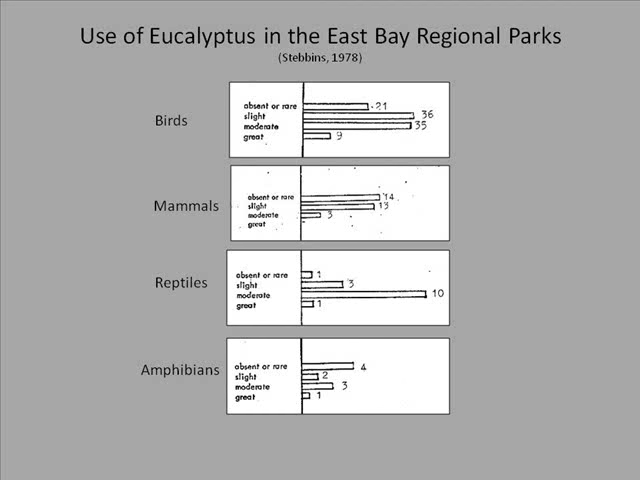 Use of Eucalyptus in the East Bay Regional Parks
(Stebbins, 1978)
Birds
absent or rare 21
slight 36
moderate 35
great 9
Mammals
absent or rare 14
slight 13
moderate 3
great
Reptiles
absent or rare 1
slight 3
moderate 10
great 1
Amphibians
absent or rare 4
slight 2
moderate 3
great 1